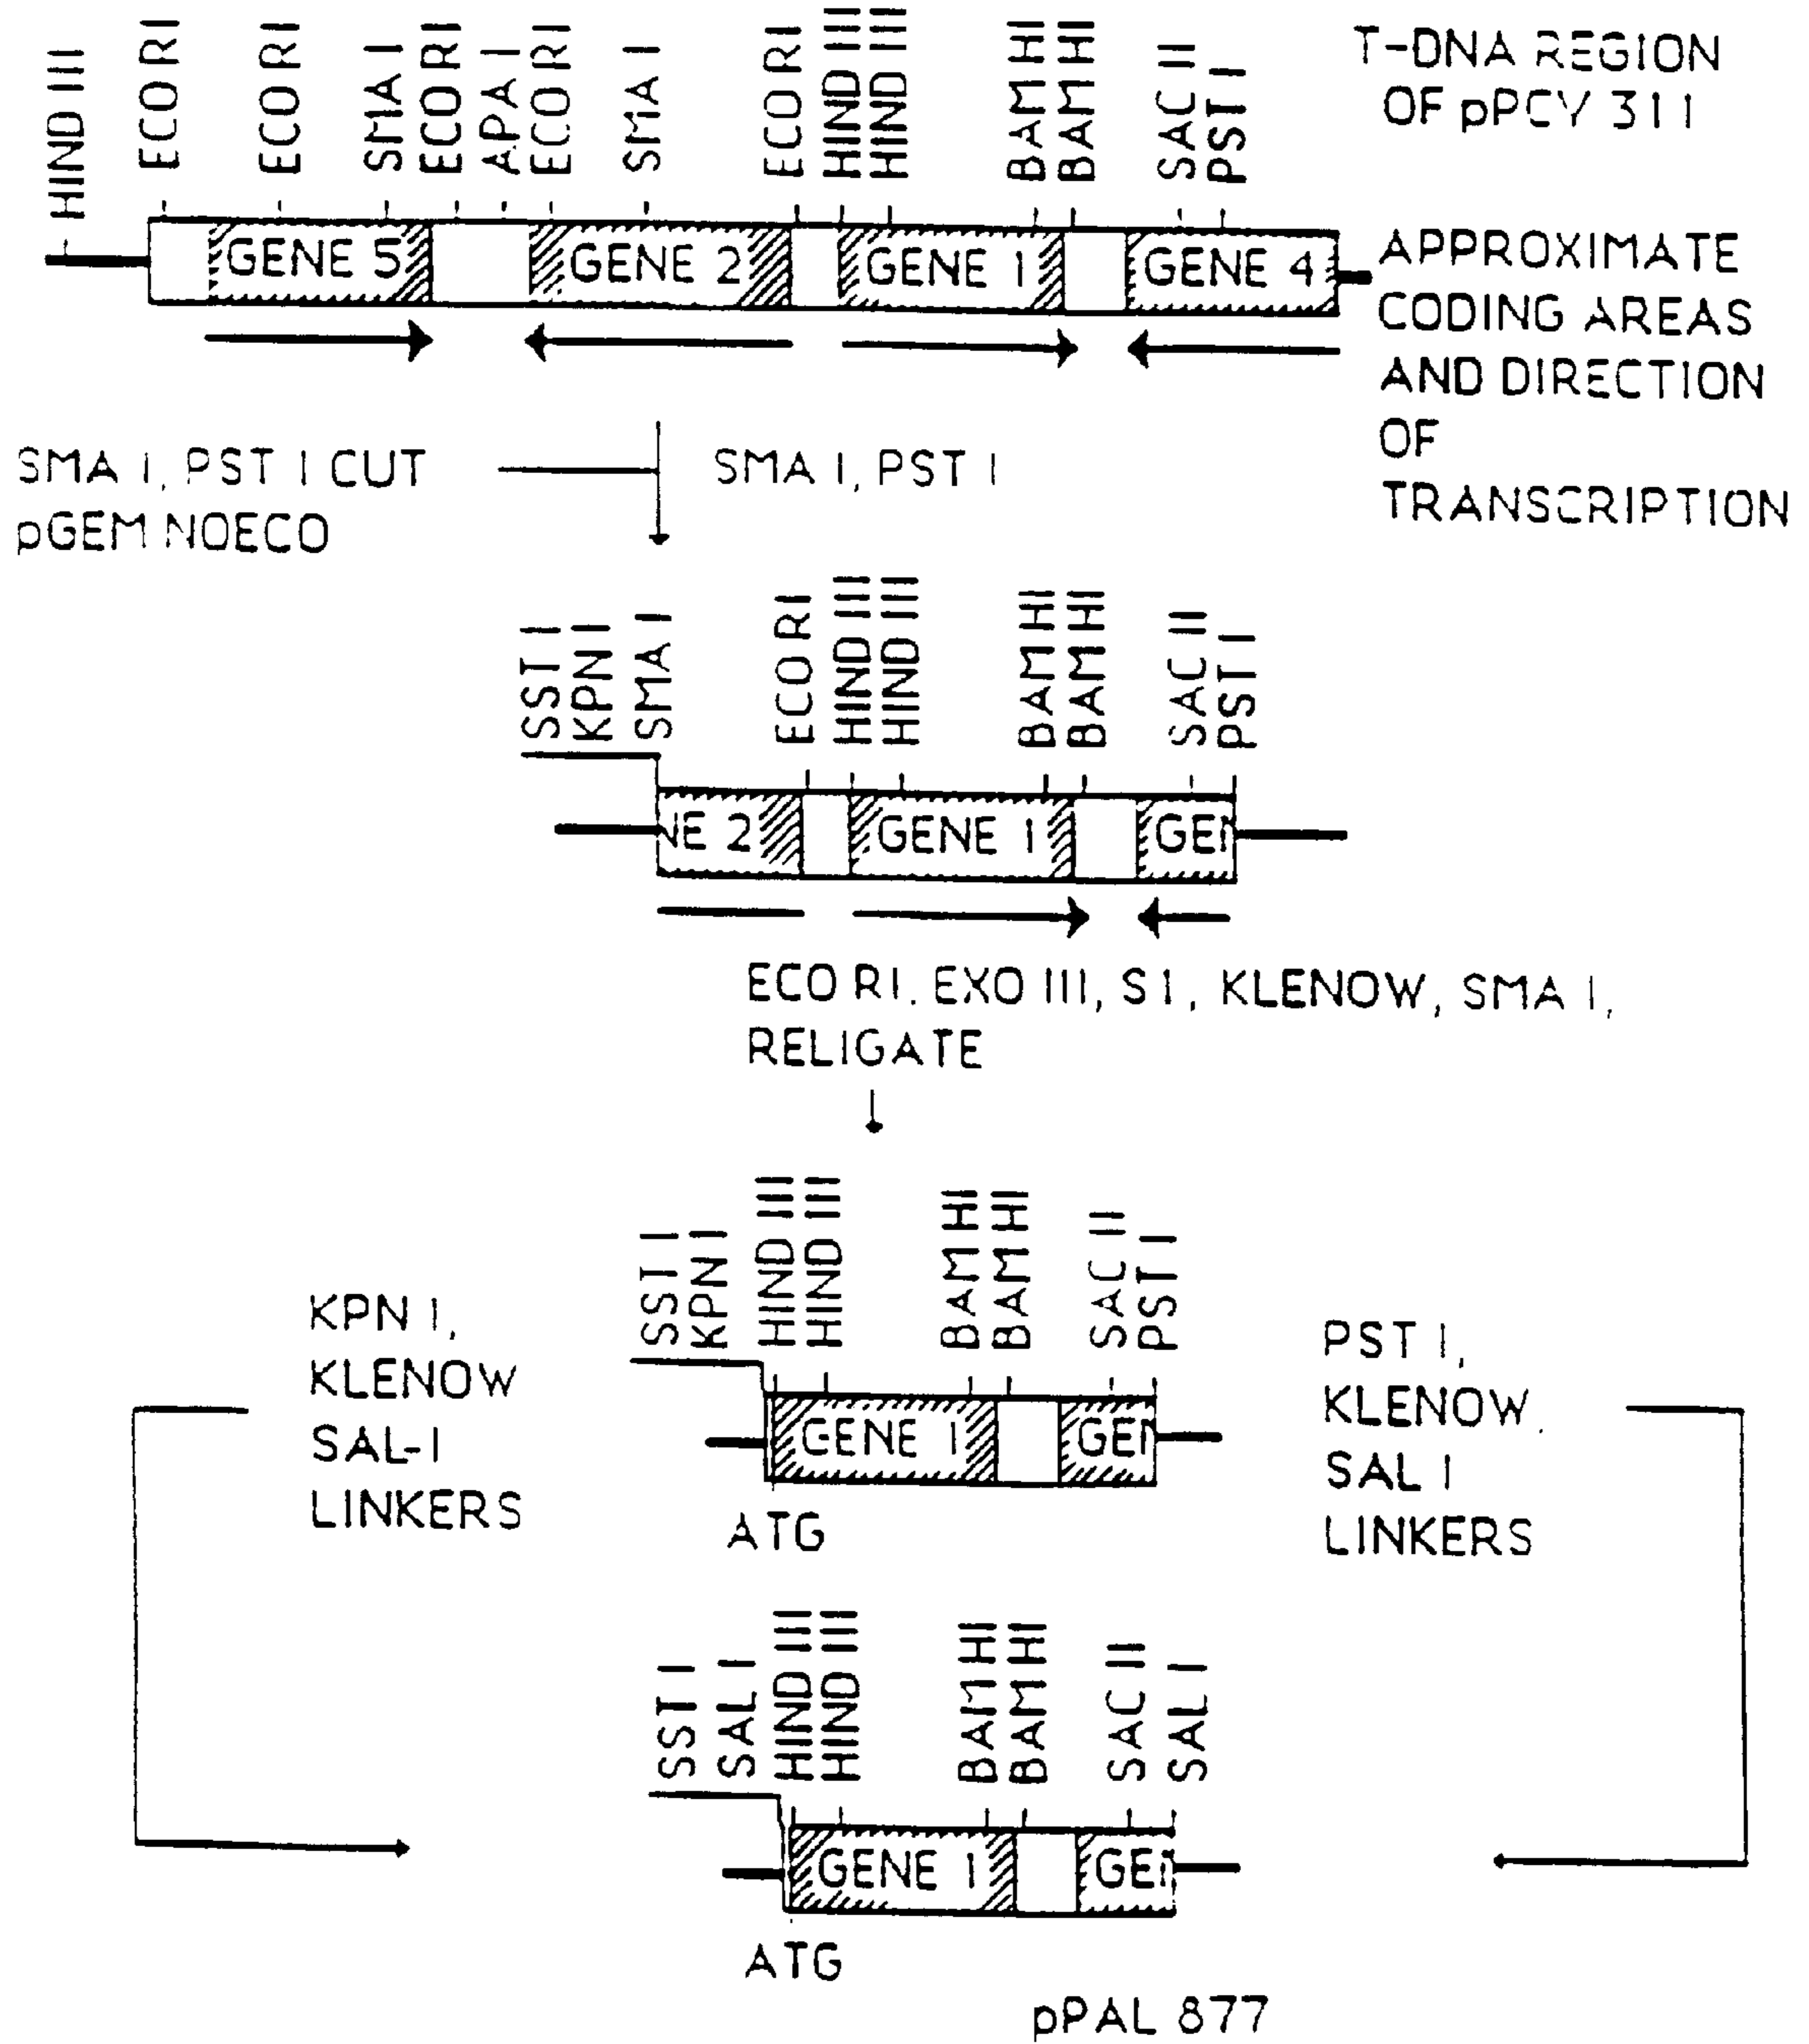 HIND III
ECO RI
ECO RI
SMA I
ECO RI
APA I
ECO RI
SMA I
ECO RI
HIND III
HIND III
BAM HI
BAM HI
SAC II
PST I
T-DNA REGION
OF pPCY 311
GENE 5
GENE 2
GENE 1
GENE 4
APPROXIMATE
CODING AREAS
AND DIRECTION
OF
TRANSCRIPTION
SMA I, PST I CUT
pGEM NOECO
SMA I, PST I
SST I
KPN I
SMA I
ECO RI
HIND III
HIND III
BAM HI
BAM HI
SAC II
PST I
NE 2
GENE 1
GEN
ECO RI, EXO III, S1, KLENOW, SMA I,
RELIGATE
SST I
KPN I
HIND III
HIND III
BAM HI
BAM HI
SAC II
PST I
KPN I,
KLENOW
SAL-I
LINKERS
PST I,
KLENOW,
SAL I
LINKERS
GENE 1
GEN
ATG
SST I
SAL I
HIND III
HIND III
BAM HI
BAM HI
SAC II
SAL I
GENE 1
GEN
ATG
pPAL 877